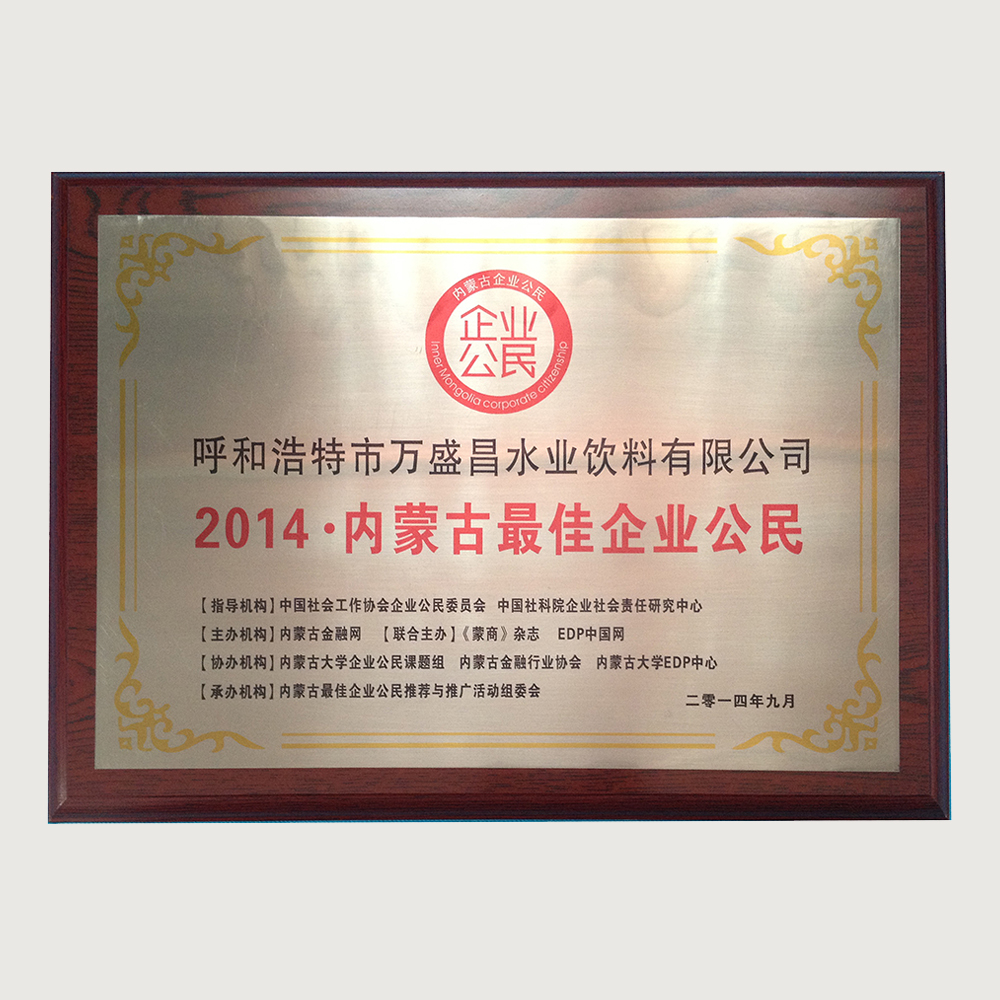 内蒙古企业公民
企业
公民
Inner Mongolia corporate citizenship
呼和浩特市万盛昌水业饮料有限公司
2014·内蒙古最佳企业公民
【指导机构】中国社会工作协会企业公民委员会 中国社科院企业社会责任研究中心
【主办机构】内蒙古金融网 【联合主办】《蒙商》杂志 EDP中国网
【协办机构】内蒙古大学企业公民课题组 内蒙古金融行业协会 内蒙古大学EDP中心
【承办机构】内蒙古最佳企业公民推荐与推广活动组委会
二零一四年九月